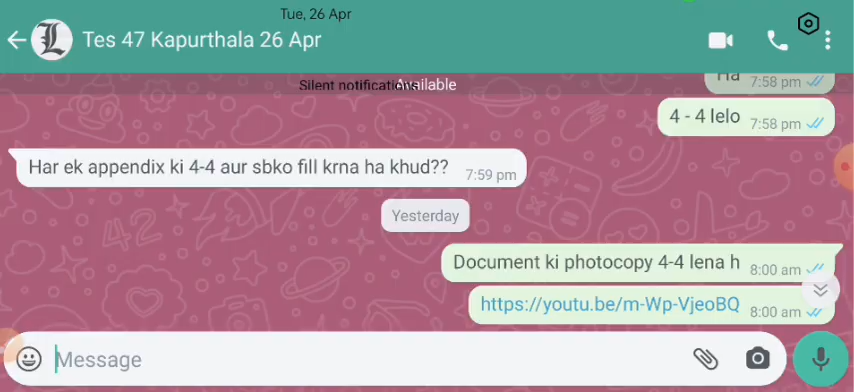 Tue, 26 Apr
Tes 47 Kapurthala 26 Apr
Silent notifications
Available
Ha 7:58 pm
4 - 4 lelo 7:58 pm
Har ek appendix ki 4-4 aur sbko fill krna ha khud?? 7:59 pm
Yesterday
Document ki photocopy 4-4 lena h 8:00 am
https://youtu.be/m-Wp-VjeoBQ 8:00 am
Message